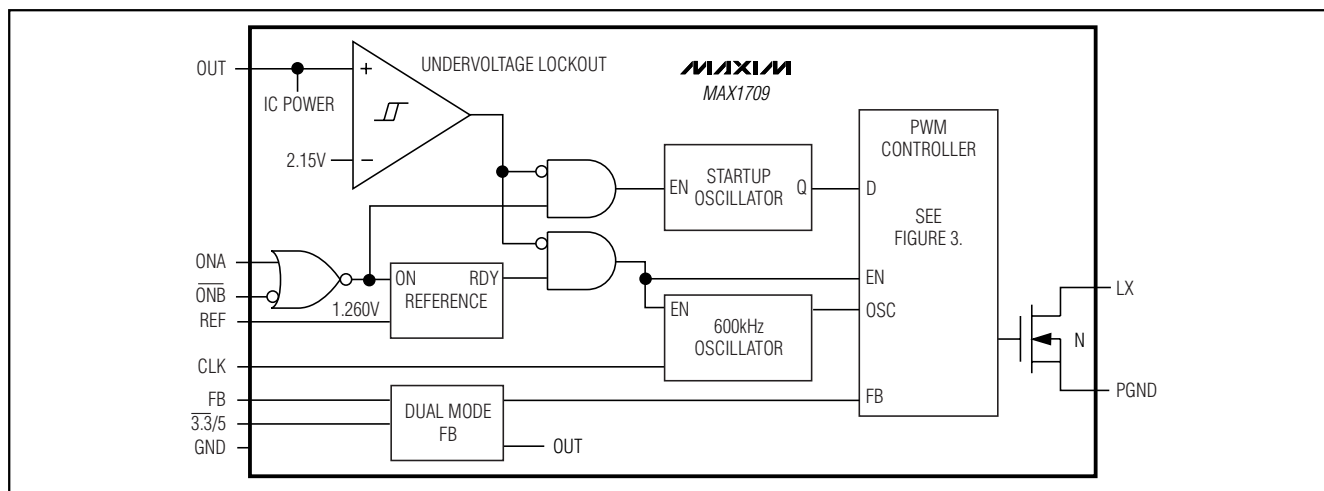 OUT
IC POWER
+
UNDERVOLTAGE LOCKOUT
2.15V
−
MAXIM
MAX1709
PWM
CONTROLLER
EN
STARTUP
OSCILLATOR
Q
D
SEE
FIGURE 3.
ONA
O̅N̅B̅
REF
1.260V
ON
RDY
REFERENCE
EN
EN
600kHz
OSCILLATOR
OSC
LX
N
PGND
CLK
FB
3̅.3̅/5
GND
DUAL MODE
FB
OUT
FB